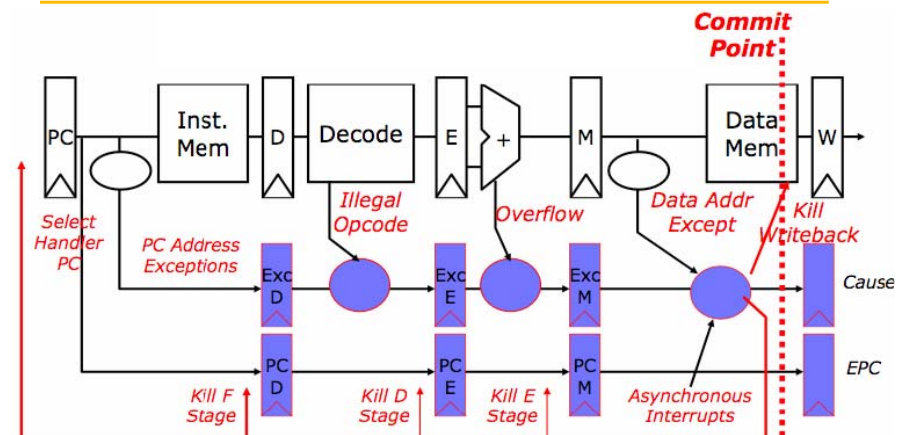 Commit
Point
PC
Inst.
Mem
D
Decode
E
+
M
Data
Mem
W
Select
Handler
PC
PC Address
Exceptions
Illegal
Opcode
Overflow
Data Addr
Except
Kill
Writeback
Exc
D
Exc
E
Exc
M
Cause
PC
D
PC
E
PC
M
EPC
Kill F
Stage
Kill D
Stage
Kill E
Stage
Asynchronous
Interrupts